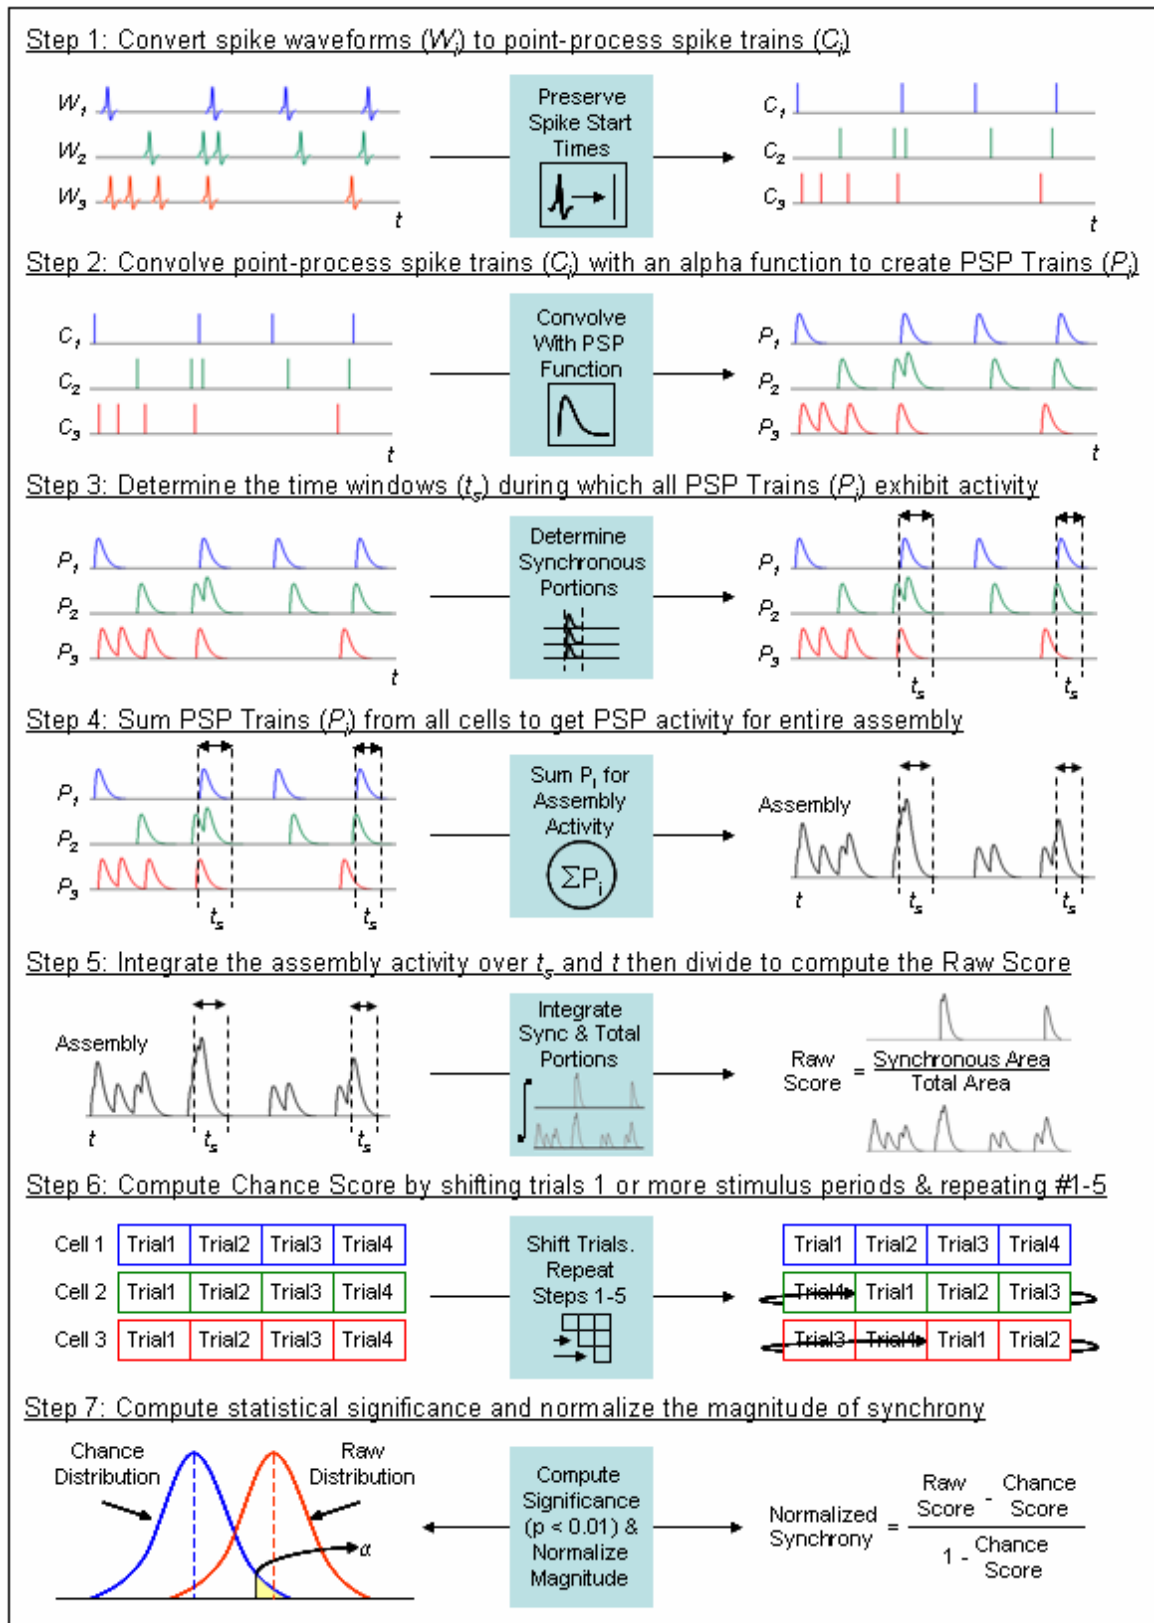 Step 1: Convert spike waveforms (Wi) to point-process spike trains (Ci)
W1
W2
W3
t
Preserve
Spike Start
Times
C1
C2
C3
t
Step 2: Convolve point-process spike trains (Ci) with an alpha function to create PSP Trains (Pi)
C1
C2
C3
t
Convolve
With PSP
Function
P1
P2
P3
t
Step 3: Determine the time windows (ts) during which all PSP Trains (Pi) exhibit activity
P1
P2
P3
t
Determine
Synchronous
Portions
P1
P2
P3
ts ts
Step 4: Sum PSP Trains (Pi) from all cells to get PSP activity for entire assembly
P1
P2
P3
ts ts
Sum Pi for
Assembly
Activity
ΣPi
Assembly
t ts ts
Step 5: Integrate the assembly activity over ts and t then divide to compute the Raw Score
Assembly
t ts ts
Integrate
Sync & Total
Portions
Raw
Score = Synchronous Area
Total Area
Step 6: Compute Chance Score by shifting trials 1 or more stimulus periods & repeating #1-5
Cell 1 Trial1 Trial2 Trial3 Trial4
Cell 2 Trial1 Trial2 Trial3 Trial4
Cell 3 Trial1 Trial2 Trial3 Trial4
Shift Trials.
Repeat
Steps 1-5
Trial1 Trial2 Trial3 Trial4
Trial4 Trial1 Trial2 Trial3
Trial3 Trial4 Trial1 Trial2
Step 7: Compute statistical significance and normalize the magnitude of synchrony
Chance
Distribution
Raw
Distribution
α
Compute
Significance
(p < 0.01) &
Normalize
Magnitude
Normalized
Synchrony =
Raw
Score - Chance
Score
1 - Chance
Score